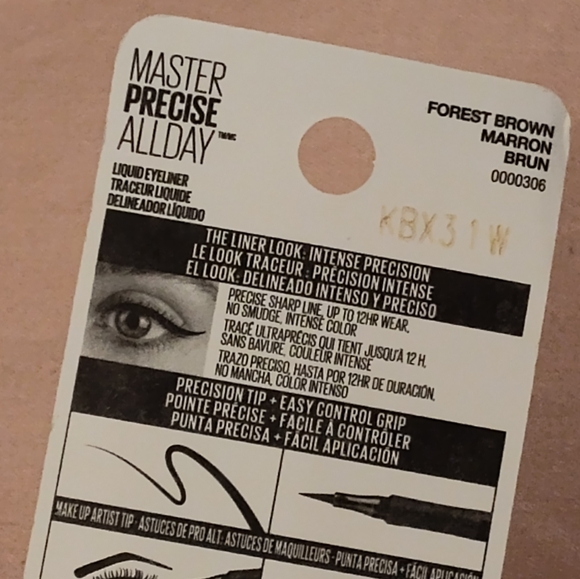 MASTER
PRECISE
ALLDAY™/MC
LIQUID EYELINER
TRACEUR LIQUIDE
DELINEADOR LÍQUIDO
FOREST BROWN
MARRON
BRUN
0000306
KBX31W
THE LINER LOOK: INTENSE PRECISION
LE LOOK TRACEUR : PRÉCISION INTENSE
EL LOOK: DELINEADO INTENSO Y PRECISO
PRECISE SHARP LINE, UP TO 12HR WEAR,
NO SMUDGE, INTENSE COLOR
TRACÉ ULTRAPRÉCIS QUI TIENT JUSQU'À 12 H,
SANS BAVURE, COULEUR INTENSE
TRAZO PRECISO, HASTA POR 12HR DE DURACIÓN,
NO MANCHA, COLOR INTENSO
PRECISION TIP + EASY CONTROL GRIP
POINTE PRÉCISE + FACILE À CONTRÔLER
PUNTA PRECISA + FÁCIL APLICACIÓN
MAKE UP ARTIST TIP · ASTUCES DE PRO ALT: ASTUCES DE MAQUILLEURS · PUNTA PRECISA + FÁCIL APLICACIÓN